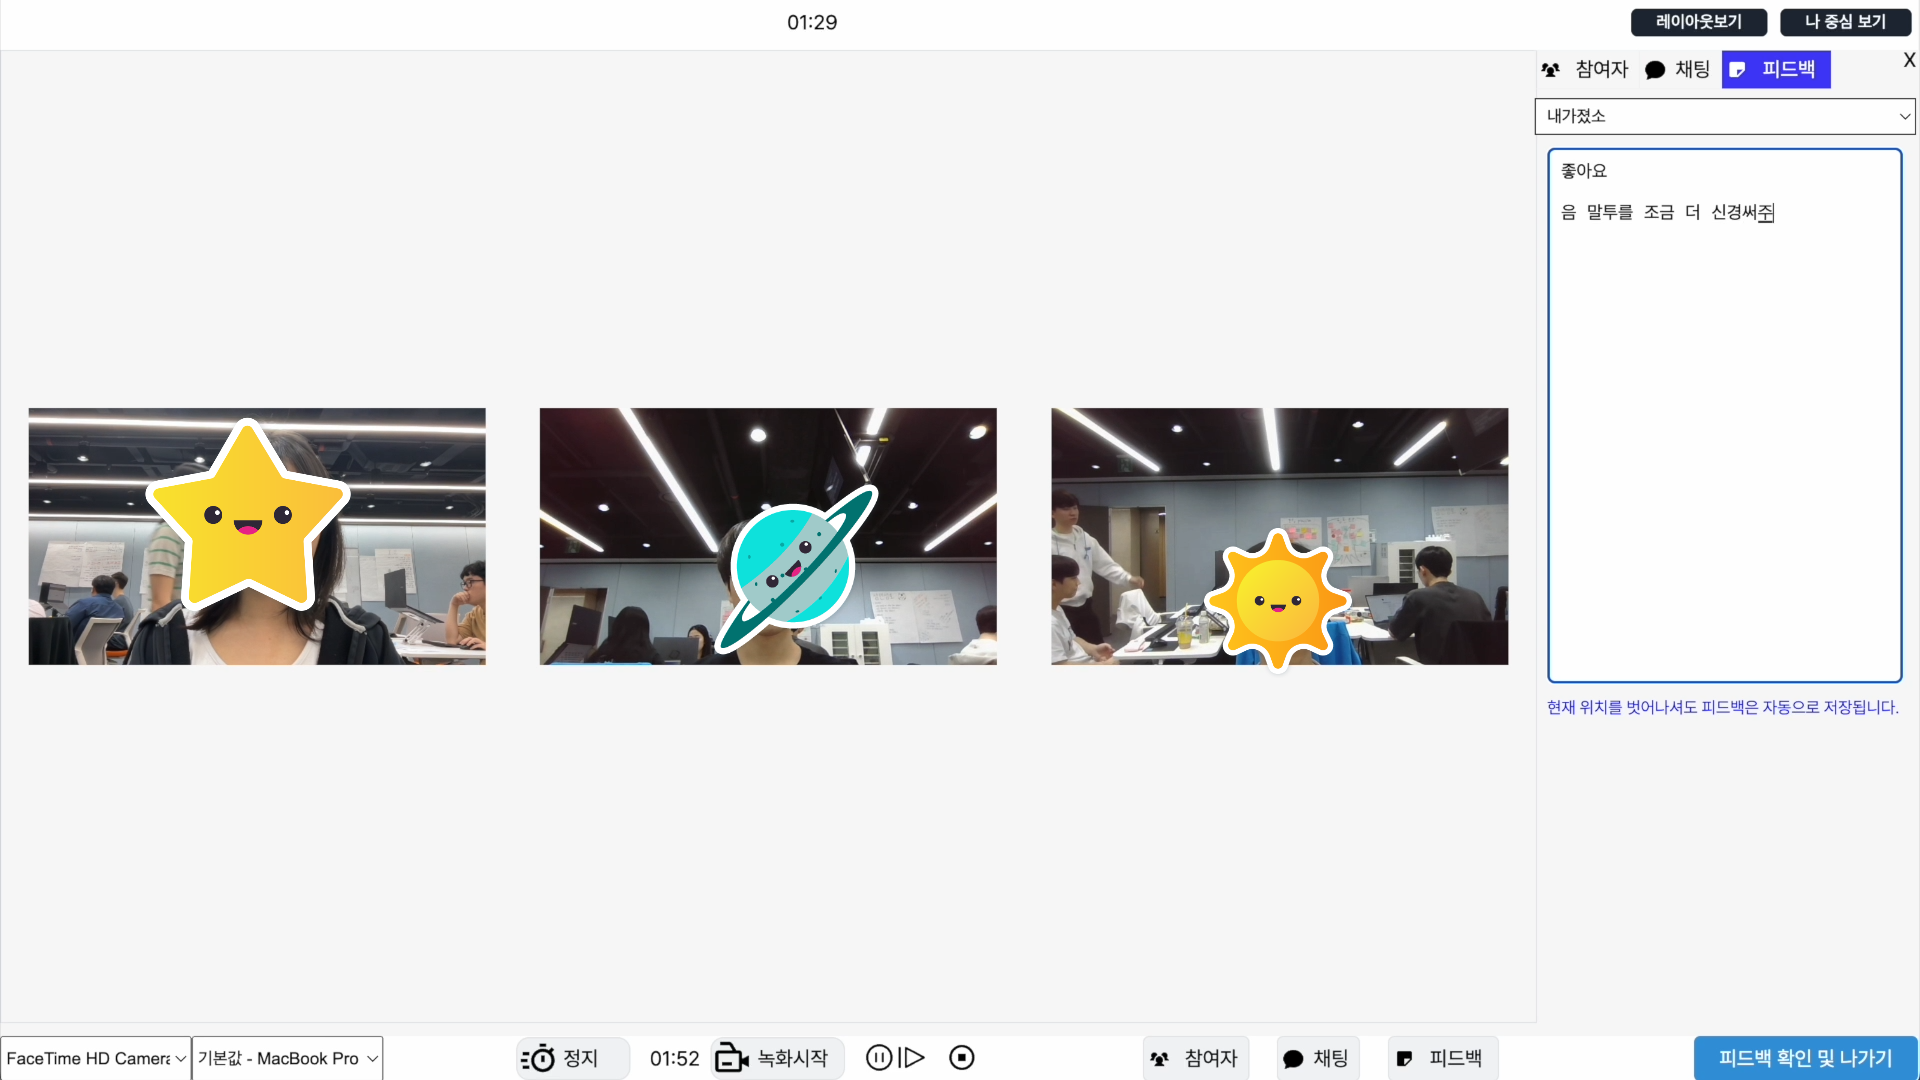 01:29
레이아웃보기
나 중심 보기
참여자
채팅
피드백
X
내가졌소
좋아요
음 말투를 조금 더 신경써주
현재 위치를 벗어나셔도 피드백은 자동으로 저장됩니다.
FaceTime HD Camera
기본값 - MacBook Pro
정지
01:52
녹화시작
참여자
채팅
피드백
피드백 확인 및 나가기